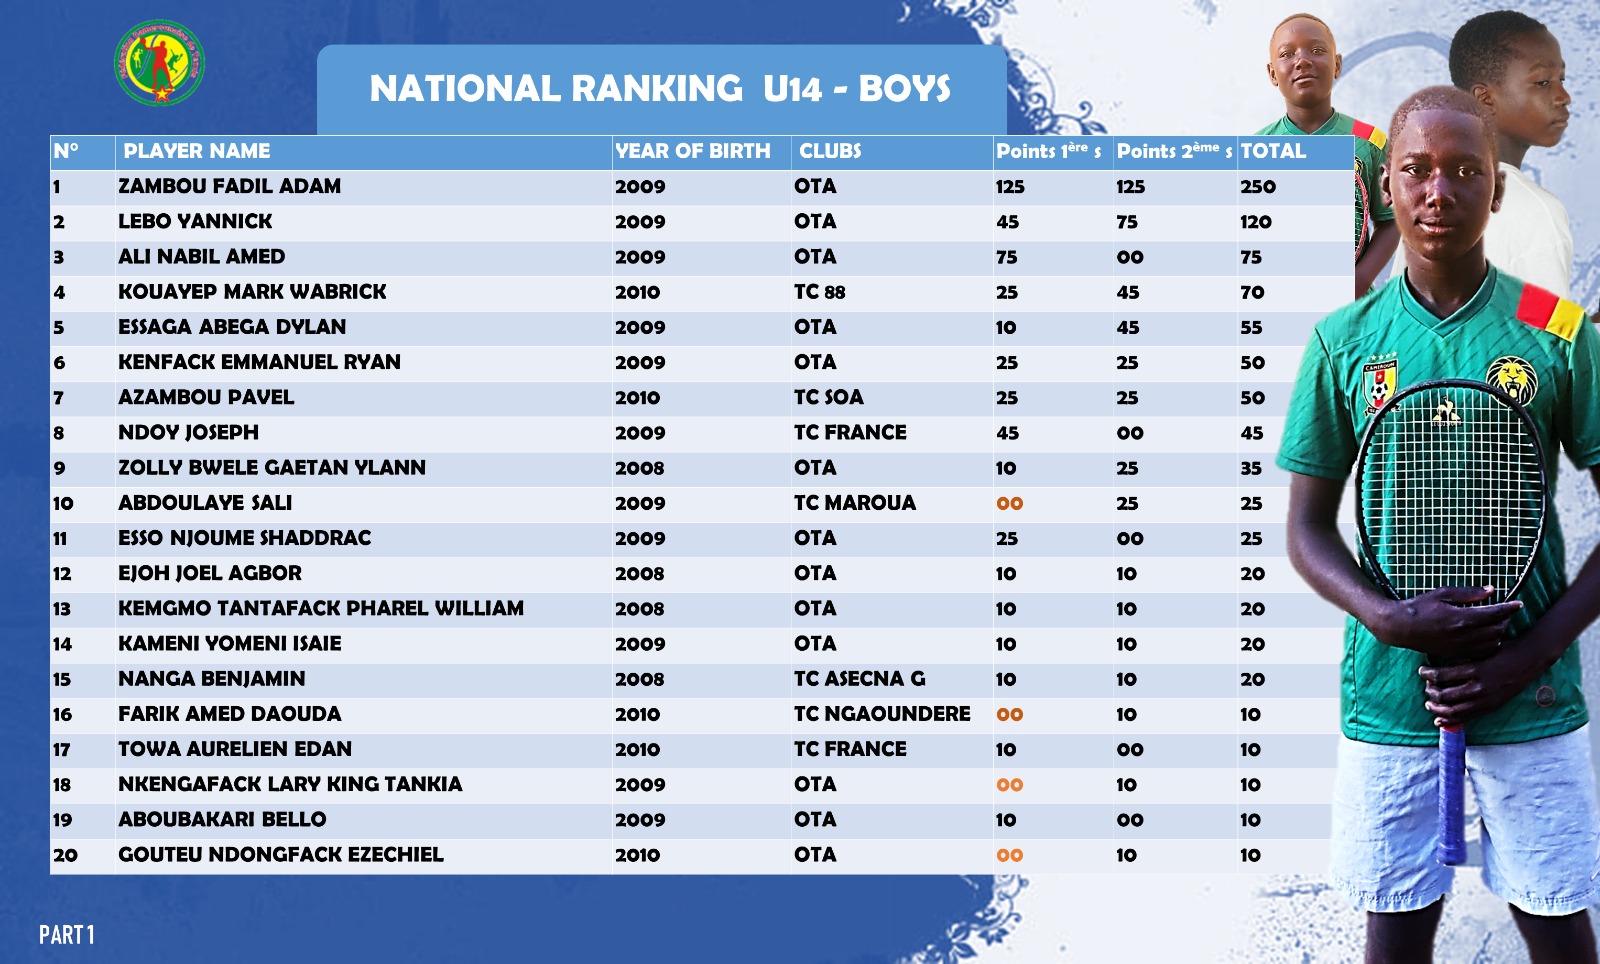 NATIONAL RANKING U14 - BOYS
N° PLAYER NAME YEAR OF BIRTH CLUBS Points 1ère s Points 2ème s TOTAL
1 ZAMBOU FADIL ADAM 2009 OTA 125 125 250
2 LEBO YANNICK 2009 OTA 45 75 120
3 ALI NABIL AMED 2009 OTA 75 00 75
4 KOUAYEP MARK WABRICK 2010 TC 88 25 45 70
5 ESSAGA ABEGA DYLAN 2009 OTA 10 45 55
6 KENFACK EMMANUEL RYAN 2009 OTA 25 25 50
7 AZAMBOU PAVEL 2010 TC SOA 25 25 50
8 NDOY JOSEPH 2009 TC FRANCE 45 00 45
9 ZOLLY BWELE GAETAN YLANN 2008 OTA 10 25 35
10 ABDOULAYE SALI 2009 TC MAROUA 00 25 25
11 ESSO NJOUME SHADDRAC 2009 OTA 25 00 25
12 EJOH JOEL AGBOR 2008 OTA 10 10 20
13 KEMGMO TANTAFACK PHAREL WILLIAM 2008 OTA 10 10 20
14 KAMENI YOMENI ISAIE 2009 OTA 10 10 20
15 NANGA BENJAMIN 2008 TC ASECNA G 10 10 20
16 FARIK AMED DAOUDA 2010 TC NGAOUNDERE 00 10 10
17 TOWA AURELIEN EDAN 2010 TC FRANCE 10 00 10
18 NKENGAFACK LARY KING TANKIA 2009 OTA 00 10 10
19 ABOUBAKARI BELLO 2009 OTA 10 00 10
20 GOUTEU NDONGFACK EZECHIEL 2010 OTA 00 10 10
CAMEROUN
PART 1